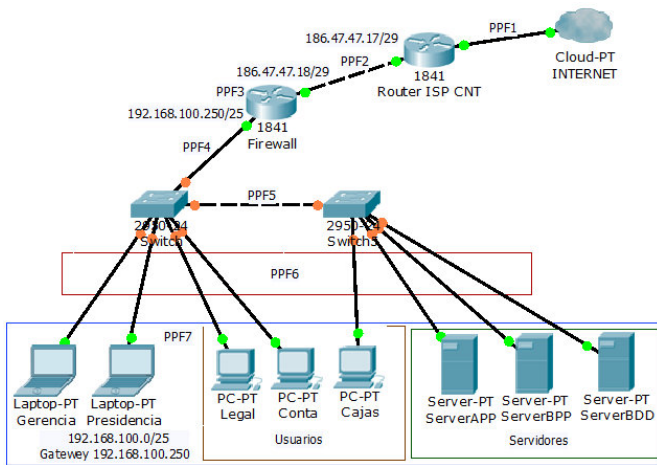 PPF1
186.47.47.17/29
Cloud-PT
INTERNET
PPF2
1841
Router ISP CNT
186.47.47.18/29
PPF3
192.168.100.250/25
1841
Firewall
PPF4
PPF5
2950-24
Switch
2950-24
Switch3
PPF6
PPF7
Laptop-PT
Gerencia
Laptop-PT
Presidencia
192.168.100.0/25
Gatewey 192.168.100.250
PC-PT
Legal
PC-PT
Conta
PC-PT
Cajas
Usuarios
Server-PT
ServerAPP
Server-PT
ServerBPP
Server-PT
ServerBDD
Servidores